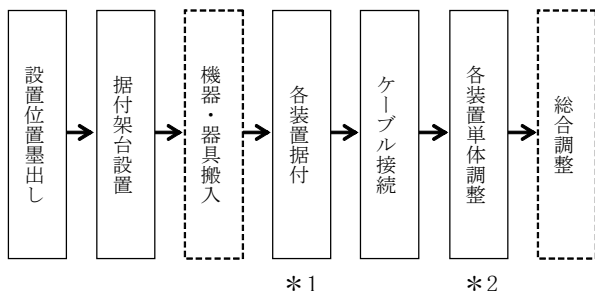 設置位置墨出し
据付架台設置
機器・器具搬入
各装置据付
ケーブル接続
各装置単体調整
総合調整
＊1
＊2